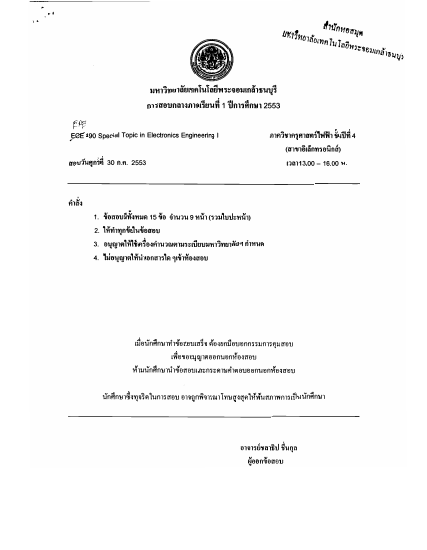 สำนักหอสมุด
มหาวิทยาลัยเทคโนโลยีพระจอมเกล้าธนบุรี
มหาวิทยาลัยเทคโนโลยีพระจอมเกล้าธนบุรี
การสอบกลางภาคเรียนที่ 1 ปีการศึกษา 2553
490 Special Topic in Electronics Engineering I
ภาควิชาครุศาสตร์ไฟฟ้า ชั้นปีที่ 4
(สาขาอิเล็กทรอนิกส์)
สอบวันศุกร์ที่ 30 ก.ค. 2553
เวลา13.00 – 16.00 น.
คำสั่ง
1. ข้อสอบมีทั้งหมด 15 ข้อ จำนวน 9 หน้า (รวมใบปะหน้า)
2. ให้ทำทุกข้อในข้อสอบ
3. อนุญาตให้ใช้เครื่องคำนวณตามระเบียบมหาวิทยาลัยฯ กำหนด
4. ไม่อนุญาตให้นำเอกสารใด ๆเข้าห้องสอบ
เมื่อนักศึกษาทำข้อสอบเสร็จ ต้องยกมือบอกกรรมการคุมสอบ
เพื่อขออนุญาตออกนอกห้องสอบ
ห้ามนักศึกษานำข้อสอบและกระดาษคำตอบออกนอกห้องสอบ
นักศึกษาซึ่งทุจริตในการสอบ อาจถูกพิจารณาโทษสูงสุดให้พ้นสภาพการเป็นนักศึกษา
ผู้ออกข้อสอบ